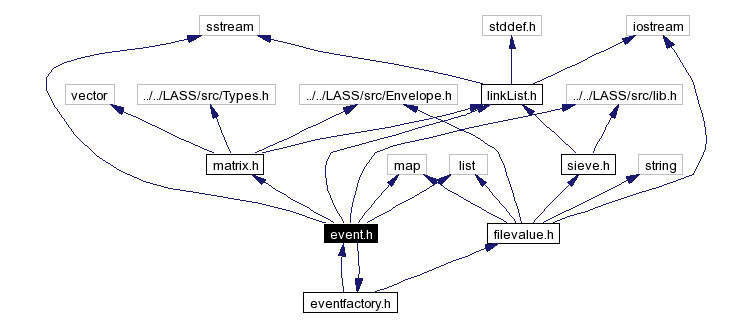 sstream stddef.h iostream
vector ../../LASS/src/Types.h ../../LASS/src/Envelope.h linkList.h ../../LASS/src/lib.h
matrix.h map list sieve.h string
event.h filevalue.h
eventfactory.h